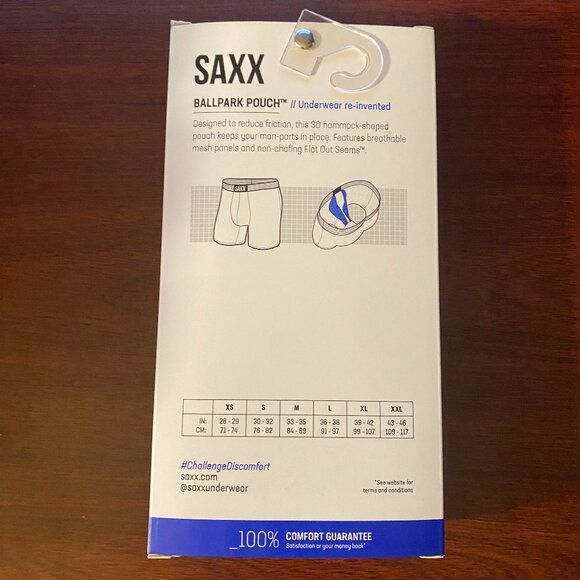 SAXX
BALLPARK POUCH™ // Underwear re-invented
Designed to reduce friction, this 3D hammock-shaped
pouch keeps your man-parts in place. Features breathable
mesh panels and non-chafing Flat Out Seams™.
SAXX
XS S M L XL XXL
IN: 28 - 29 30 - 32 33 - 35 36 - 38 39 - 42 43 - 46
CM: 71 - 74 76 - 82 84 - 89 91 - 97 99 - 107 109 - 117
#ChallengeDiscomfort
saxx.com
@saxxunderwear
*See website for
terms and conditions
_100% COMFORT GUARANTEE
Satisfaction or your money back*